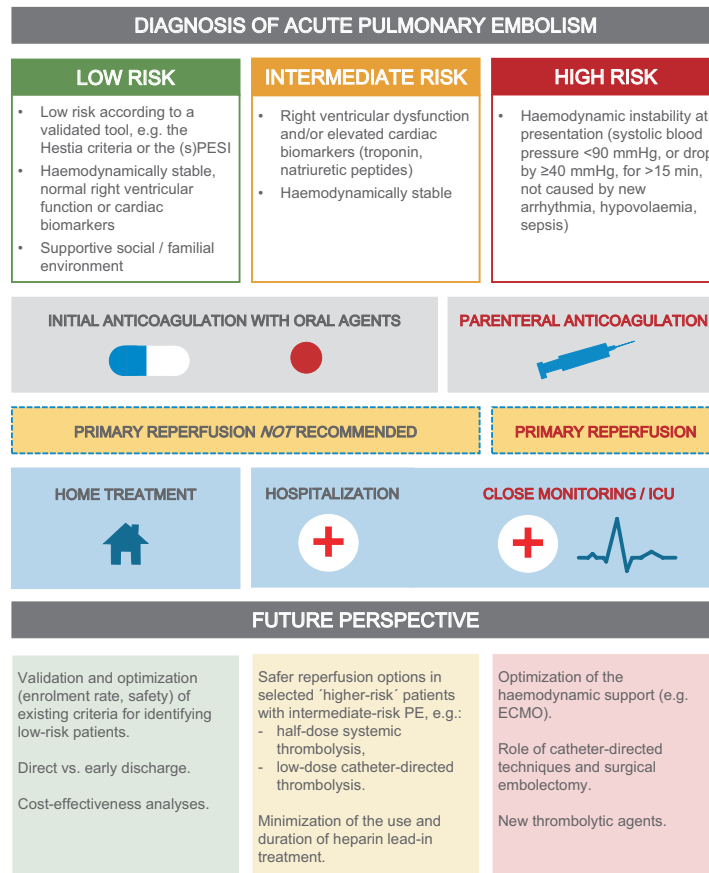 DIAGNOSIS OF ACUTE PULMONARY EMBOLISM
LOW RISK
• Low risk according to a
validated tool, e.g. the
Hestia criteria or the (s)PESI
• Haemodynamically stable,
normal right ventricular
function or cardiac
biomarkers
• Supportive social / familial
environment
INTERMEDIATE RISK
• Right ventricular dysfunction
and/or elevated cardiac
biomarkers (troponin,
natriuretic peptides)
• Haemodynamically stable
HIGH RISK
• Haemodynamic instability at
presentation (systolic blood
pressure <90 mmHg, or drop
by ≥40 mmHg, for >15 min,
not caused by new
arrhythmia, hypovolaemia,
sepsis)
INITIAL ANTICOAGULATION WITH ORAL AGENTS
PARENTERAL ANTICOAGULATION
PRIMARY REPERFUSION NOT RECOMMENDED
PRIMARY REPERFUSION
HOME TREATMENT
HOSPITALIZATION
CLOSE MONITORING / ICU
FUTURE PERSPECTIVE
Validation and optimization
(enrolment rate, safety) of
existing criteria for identifying
low-risk patients.
Direct vs. early discharge.
Cost-effectiveness analyses.
Safer reperfusion options in
selected ´higher-risk´ patients
with intermediate-risk PE, e.g.:
- half-dose systemic
thrombolysis,
- low-dose catheter-directed
thrombolysis.
Minimization of the use and
duration of heparin lead-in
treatment.
Optimization of the
haemodynamic support (e.g.
ECMO).
Role of catheter-directed
techniques and surgical
embolectomy.
New thrombolytic agents.